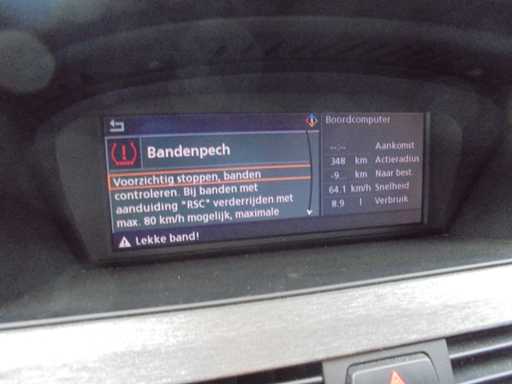 Bandenpech
Voorzichtig stoppen, banden
controleren. Bij banden met
aanduiding "RSC" verderrijden met
max. 80 km/h mogelijk, maximale
Lekke band!
Boordcomputer
--:-- Aankomst
348 km Actieradius
-9... km Naar best.
64.1 km/h Snelheid
8.9 l Verbruik